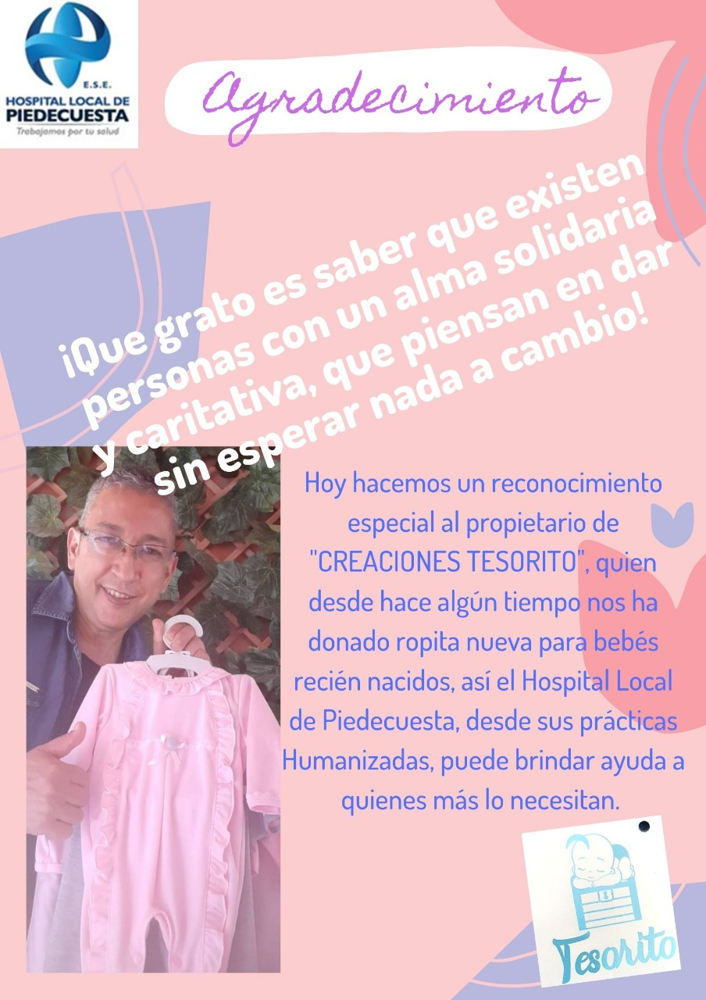 E.S.E.
HOSPITAL LOCAL DE
PIEDECUESTA
Trabajamos por tu salud
Agradecimiento
¡Que grato es saber que existen
personas con un alma solidaria
y caritativa, que piensan en dar
sin esperar nada a cambio!
Hoy hacemos un reconocimiento
especial al propietario de
"CREACIONES TESORITO", quien
desde hace algún tiempo nos ha
donado ropita nueva para bebés
recién nacidos, así el Hospital Local
de Piedecuesta, desde sus prácticas
Humanizadas, puede brindar ayuda a
quienes más lo necesitan.
Tesorito